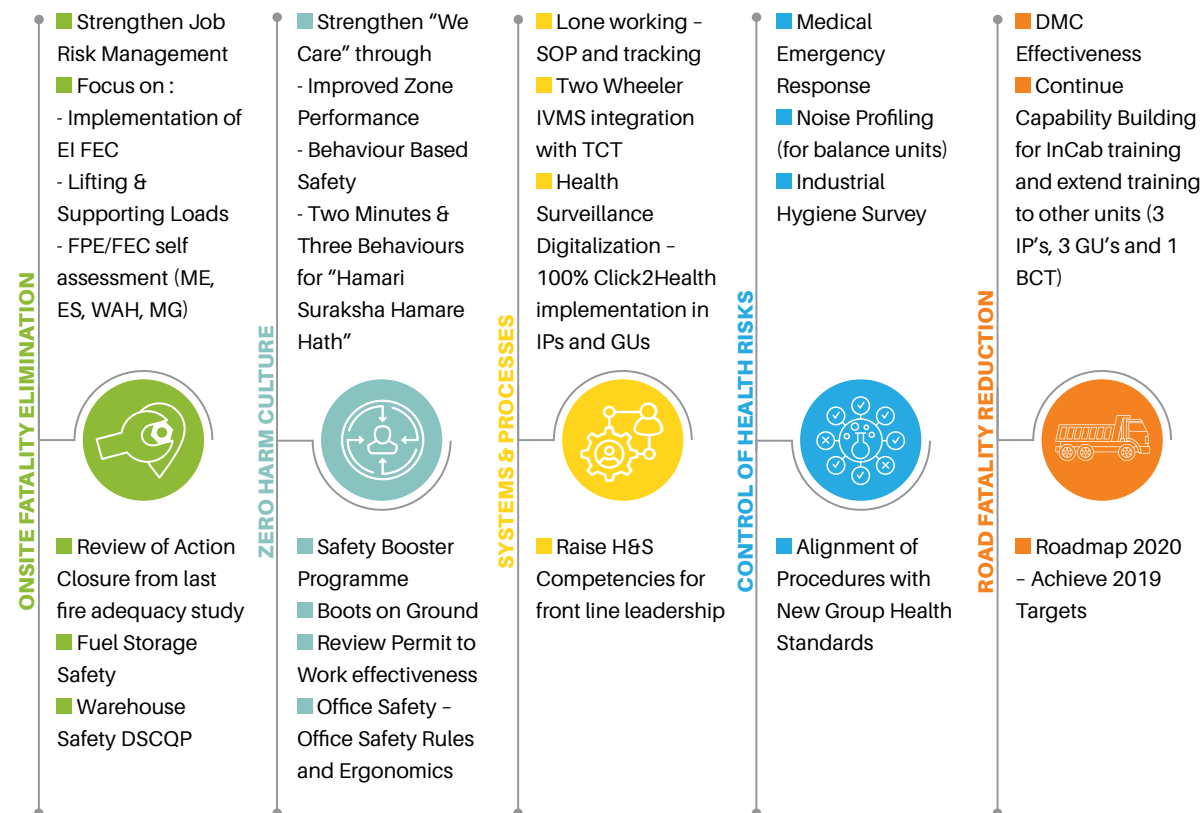 ONSITE FATALITY ELIMINATION
Strengthen Job
Risk Management
Focus on :
- Implementation of
EI FEC
- Lifting &
Supporting Loads
- FPE/FEC self
assessment (ME,
ES, WAH, MG)
Review of Action
Closure from last
fire adequacy study
Fuel Storage
Safety
Warehouse
Safety DSCQP
ZERO HARM CULTURE
Strengthen “We
Care” through
- Improved Zone
Performance
- Behaviour Based
Safety
- Two Minutes &
Three Behaviours
for “Hamari
Suraksha Hamare
Hath”
Safety Booster
Programme
Boots on Ground
Review Permit to
Work effectiveness
Office Safety –
Office Safety Rules
and Ergonomics
SYSTEMS & PROCESSES
Lone working –
SOP and tracking
Two Wheeler
IVMS integration
with TCT
Health
Surveillance
Digitalization –
100% Click2Health
implementation in
IPs and GUs
Raise H&S
Competencies for
front line leadership
CONTROL OF HEALTH RISKS
Medical
Emergency
Response
Noise Profiling
(for balance units)
Industrial
Hygiene Survey
Alignment of
Procedures with
New Group Health
Standards
ROAD FATALITY REDUCTION
DMC
Effectiveness
Continue
Capability Building
for InCab training
and extend training
to other units (3
IP’s, 3 GU’s and 1
BCT)
Roadmap 2020
– Achieve 2019
Targets